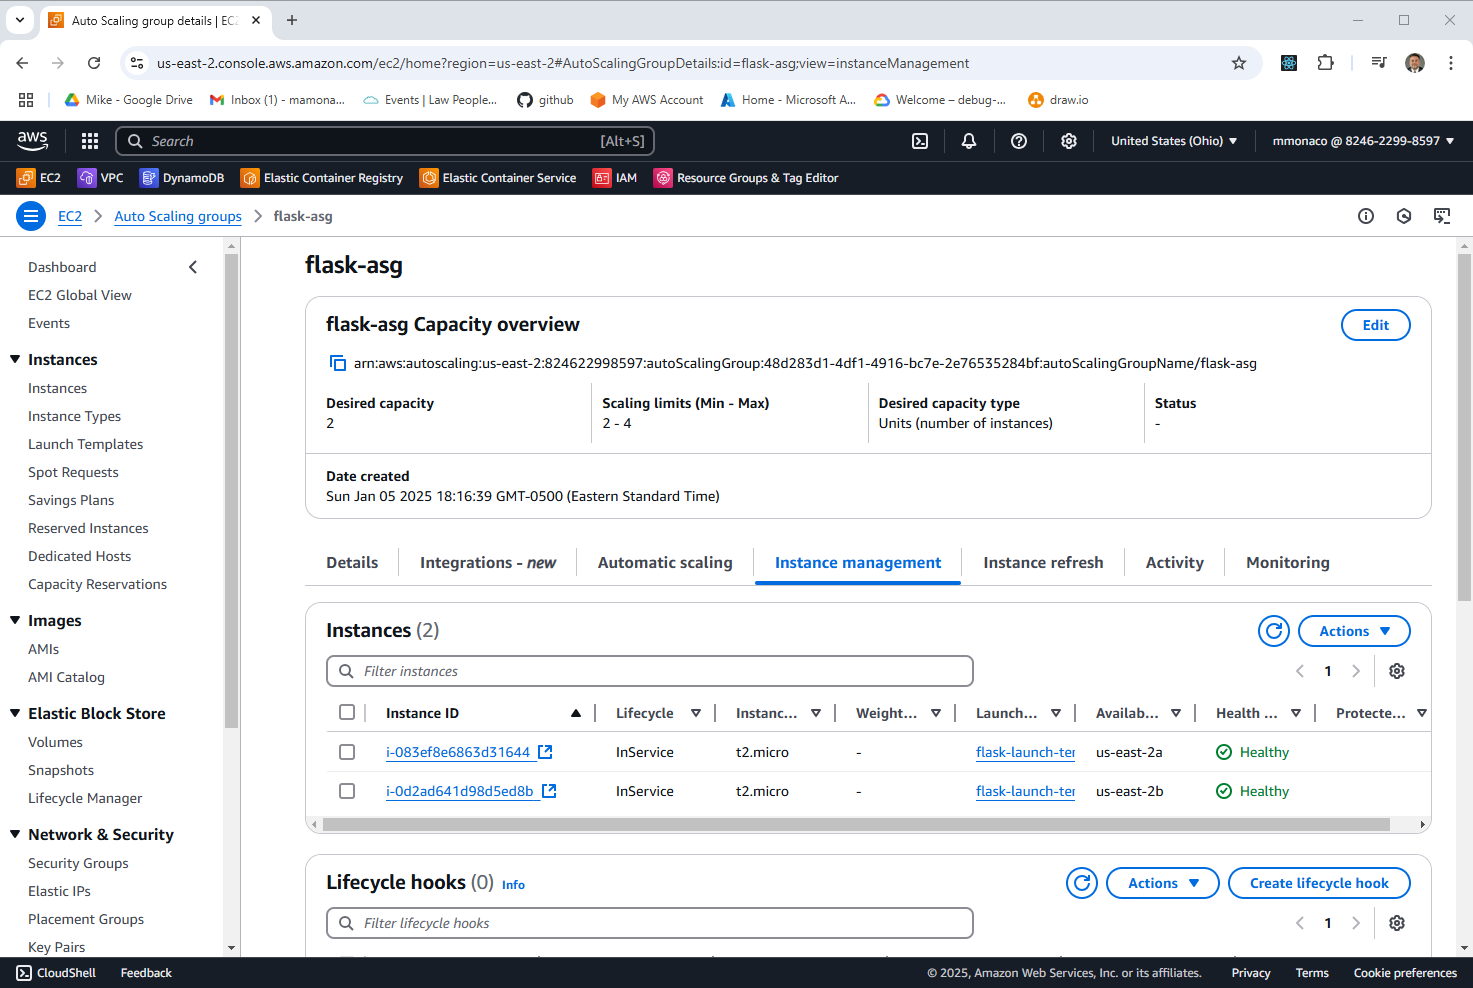 Auto Scaling group details | EC2
us-east-2.console.aws.amazon.com/ec2/home?region=us-east-2#AutoScalingGroupDetails:id=flask-asg;view=instanceManagement
Mike - Google Drive
Inbox (1) - mamona...
Events | Law People...
github
My AWS Account
Home - Microsoft A...
Welcome – debug-...
draw.io
aws
Search
[Alt+S]
United States (Ohio)
mmonaco @ 8246-2299-8597
EC2
VPC
DynamoDB
Elastic Container Registry
Elastic Container Service
IAM
Resource Groups & Tag Editor
EC2
Auto Scaling groups
flask-asg
Dashboard
EC2 Global View
Events
Instances
Instances
Instance Types
Launch Templates
Spot Requests
Savings Plans
Reserved Instances
Dedicated Hosts
Capacity Reservations
Images
AMIs
AMI Catalog
Elastic Block Store
Volumes
Snapshots
Lifecycle Manager
Network & Security
Security Groups
Elastic IPs
Placement Groups
Key Pairs
flask-asg
flask-asg Capacity overview
Edit
arn:aws:autoscaling:us-east-2:824622998597:autoScalingGroup:48d283d1-4df1-4916-bc7e-2e76535284bf:autoScalingGroupName/flask-asg
Desired capacity
2
Scaling limits (Min - Max)
2 - 4
Desired capacity type
Units (number of instances)
Status
-
Date created
Sun Jan 05 2025 18:16:39 GMT-0500 (Eastern Standard Time)
Details
Integrations - new
Automatic scaling
Instance management
Instance refresh
Activity
Monitoring
Instances (2)
Actions
Filter instances
1
Instance ID
Lifecycle
Instanc...
Weight...
Launch...
Availab...
Health ...
Protecte...
i-083ef8e6863d31644
InService
t2.micro
-
flask-launch-ter
us-east-2a
Healthy
i-0d2ad641d98d5ed8b
InService
t2.micro
-
flask-launch-ter
us-east-2b
Healthy
Lifecycle hooks (0) Info
Actions
Create lifecycle hook
Filter lifecycle hooks
1
CloudShell
Feedback
© 2025, Amazon Web Services, Inc. or its affiliates.
Privacy
Terms
Cookie preferences